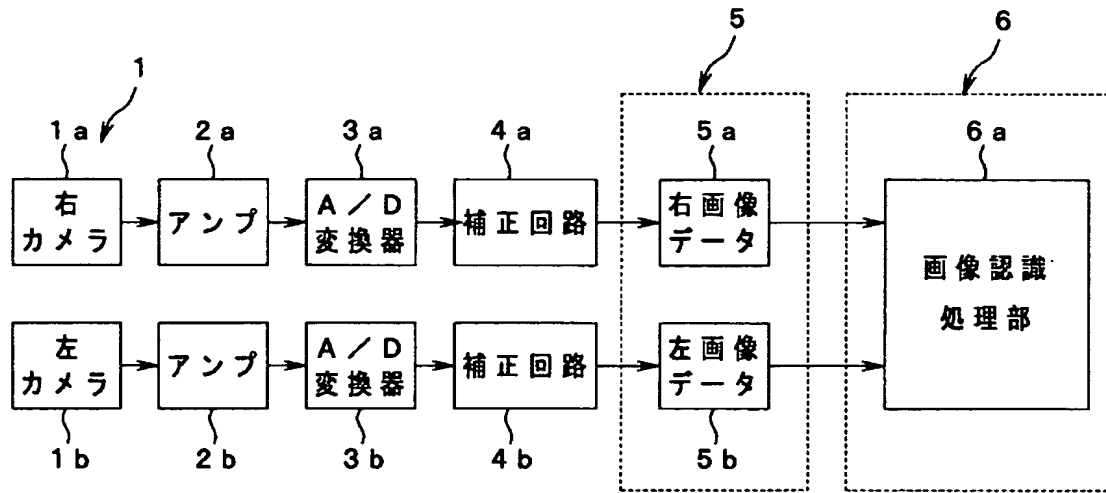 5
6
1
1a
2a
3a
4a
5a
6a
右
カメラ
アンプ
A/D
変換器
補正回路
右画像
データ
画像認識
処理部
左
カメラ
アンプ
A/D
変換器
補正回路
左画像
データ
1b
2b
3b
4b
5b